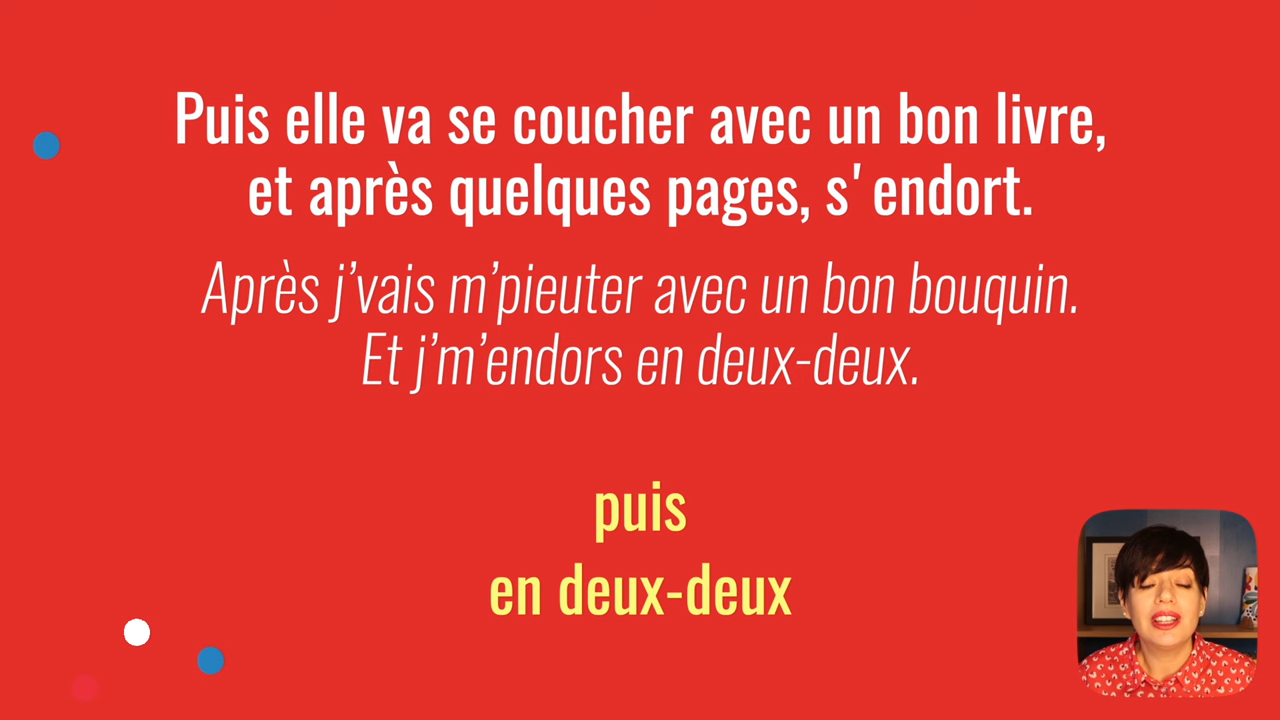 Puis elle va se coucher avec un bon livre,
et après quelques pages, s'endort.
Après j’vais m’pieuter avec un bon bouquin.
Et j’m’endors en deux-deux.
puis
en deux-deux